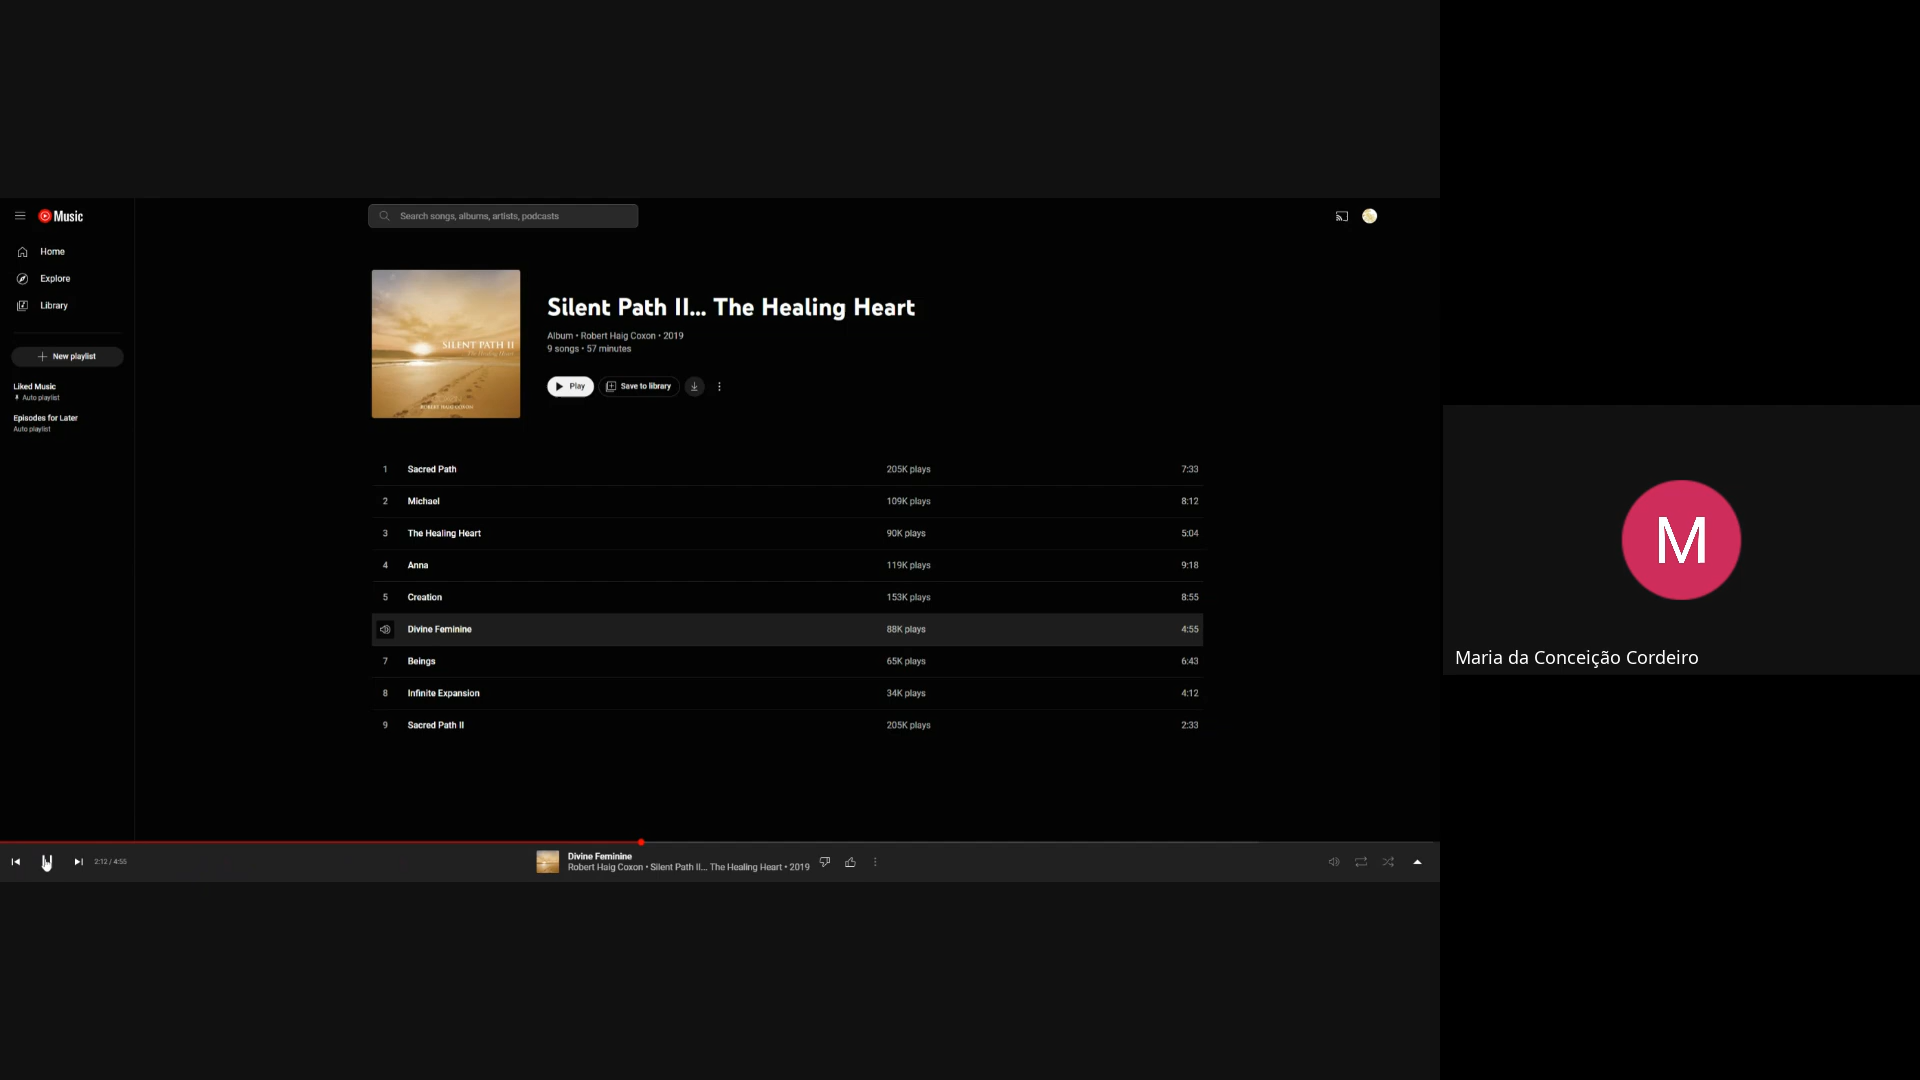 Music
Search songs, albums, artists, podcasts
Home
Explore
Library
New playlist
Liked Music
Auto playlist
Episodes for Later
Auto playlist
SILENT PATH II
The Healing Heart
ROBERT HAIG COXON
Silent Path II... The Healing Heart
Album • Robert Haig Coxon • 2019
9 songs • 57 minutes
Play
Save to library
1 Sacred Path 205K plays 7:33
2 Michael 109K plays 8:12
3 The Healing Heart 90K plays 5:04
4 Anna 119K plays 9:18
5 Creation 153K plays 8:55
Divine Feminine 88K plays 4:55
7 Beings 65K plays 6:43
8 Infinite Expansion 34K plays 4:12
9 Sacred Path II 205K plays 2:33
2:12 / 4:55
Divine Feminine
Robert Haig Coxon • Silent Path II... The Healing Heart • 2019
M
Maria da Conceição Cordeiro